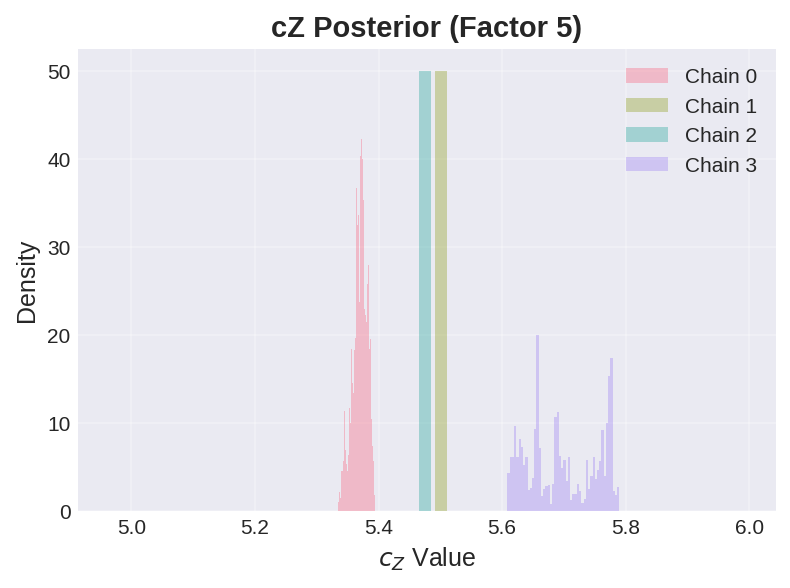 cZ Posterior (Factor 5)
Chain 0
Chain 1
Chain 2
Chain 3
Density
50
40
30
20
10
0
5.0 5.2 5.4 5.6 5.8 6.0
c_Z Value